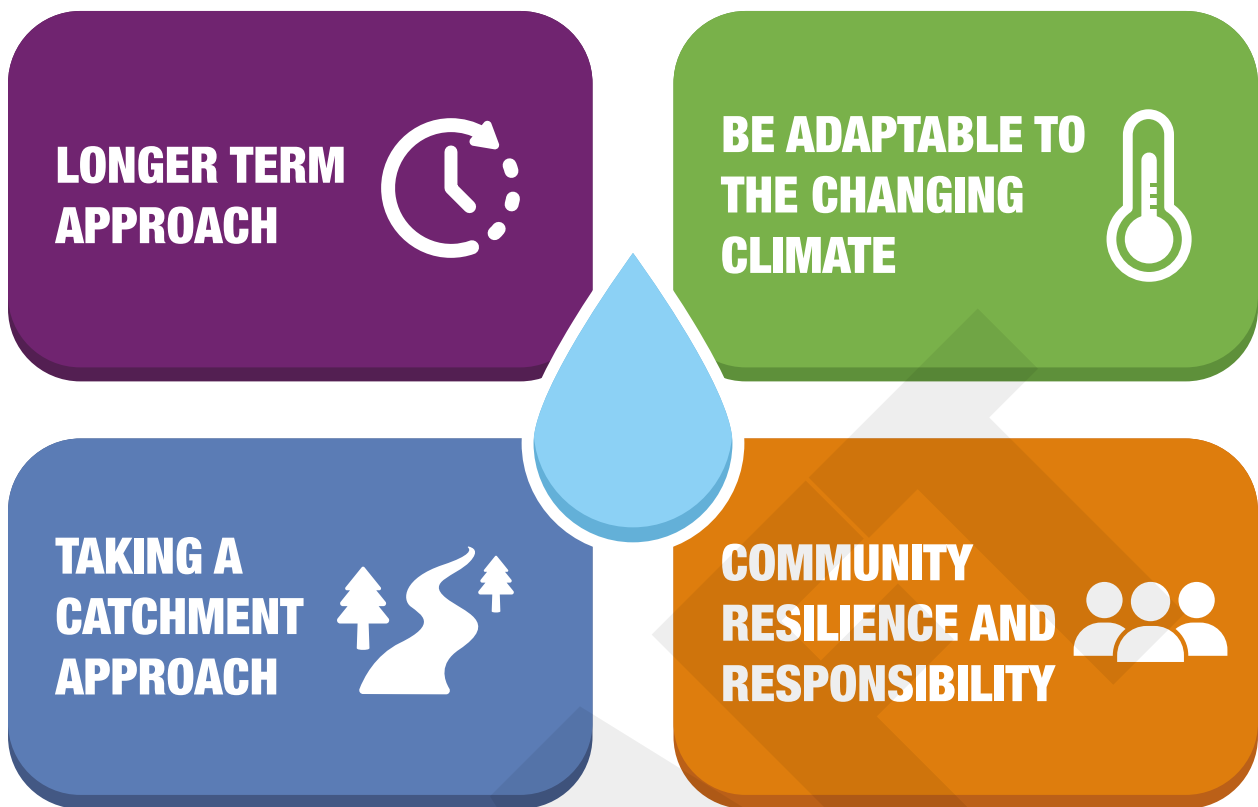 LONGER TERM
APPROACH
BE ADAPTABLE TO
THE CHANGING
CLIMATE
TAKING A
CATCHMENT
APPROACH
COMMUNITY
RESILIENCE AND
RESPONSIBILITY